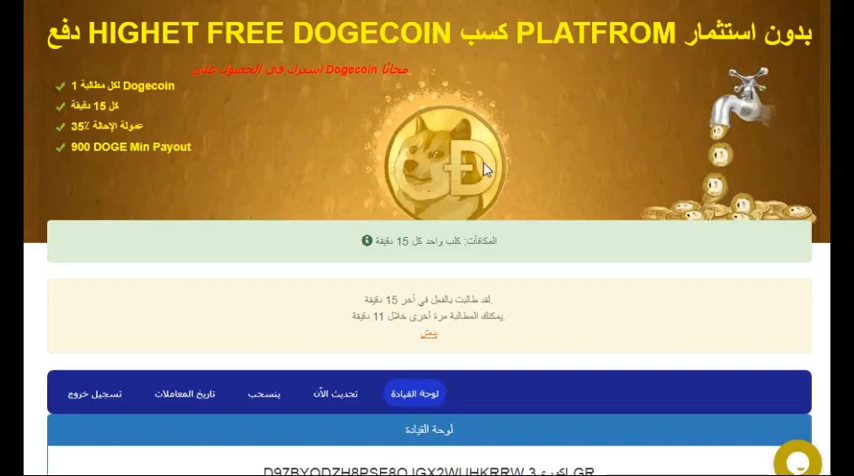 بدون استثمار HIGHET FREE DOGECOIN كسب PLATFROM دفع
مجانًا Dogecoin اشترك في الحصول على
1 Dogecoin لكل مطالبة
كل 15 دقيقة
35٪ عمولة الإحالة
900 DOGE Min Payout
المكافآت: كلب واحد كل 15 دقيقة
لقد طالبت بالفعل في آخر 15 دقيقة.
يمكنك المطالبة مرة أخرى خلال 11 دقيقة.
ينعش
لوحة القيادة
تحديث الآن
ينسحب
تاريخ المعاملات
تسجيل خروج
لوحة القيادة